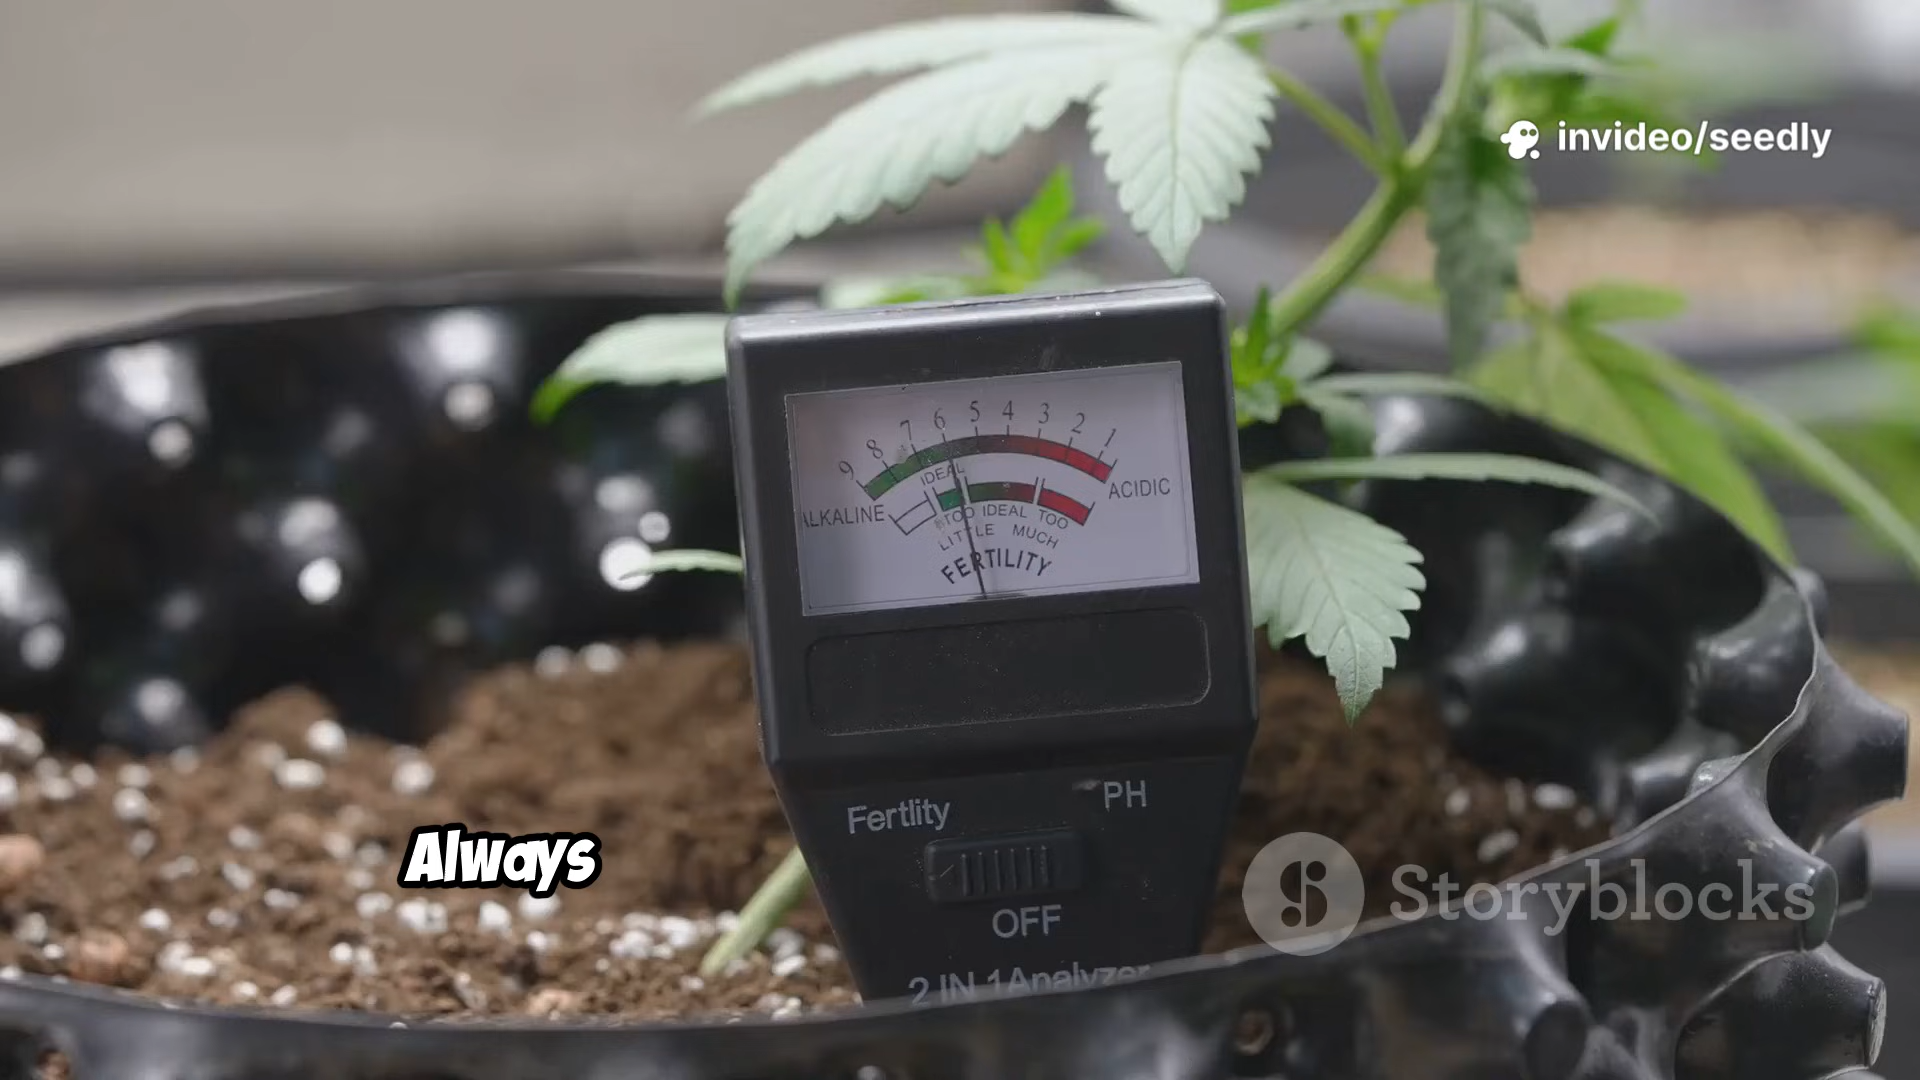 invideo/seedly
9 8 7 6 5 4 3 2 1
IDEAL
ALKALINE
ACIDIC
TOO IDEAL TOO
LITTLE MUCH
FERTILITY
Fertlity
PH
OFF
2 IN 1Analyzer
Always
Storyblocks